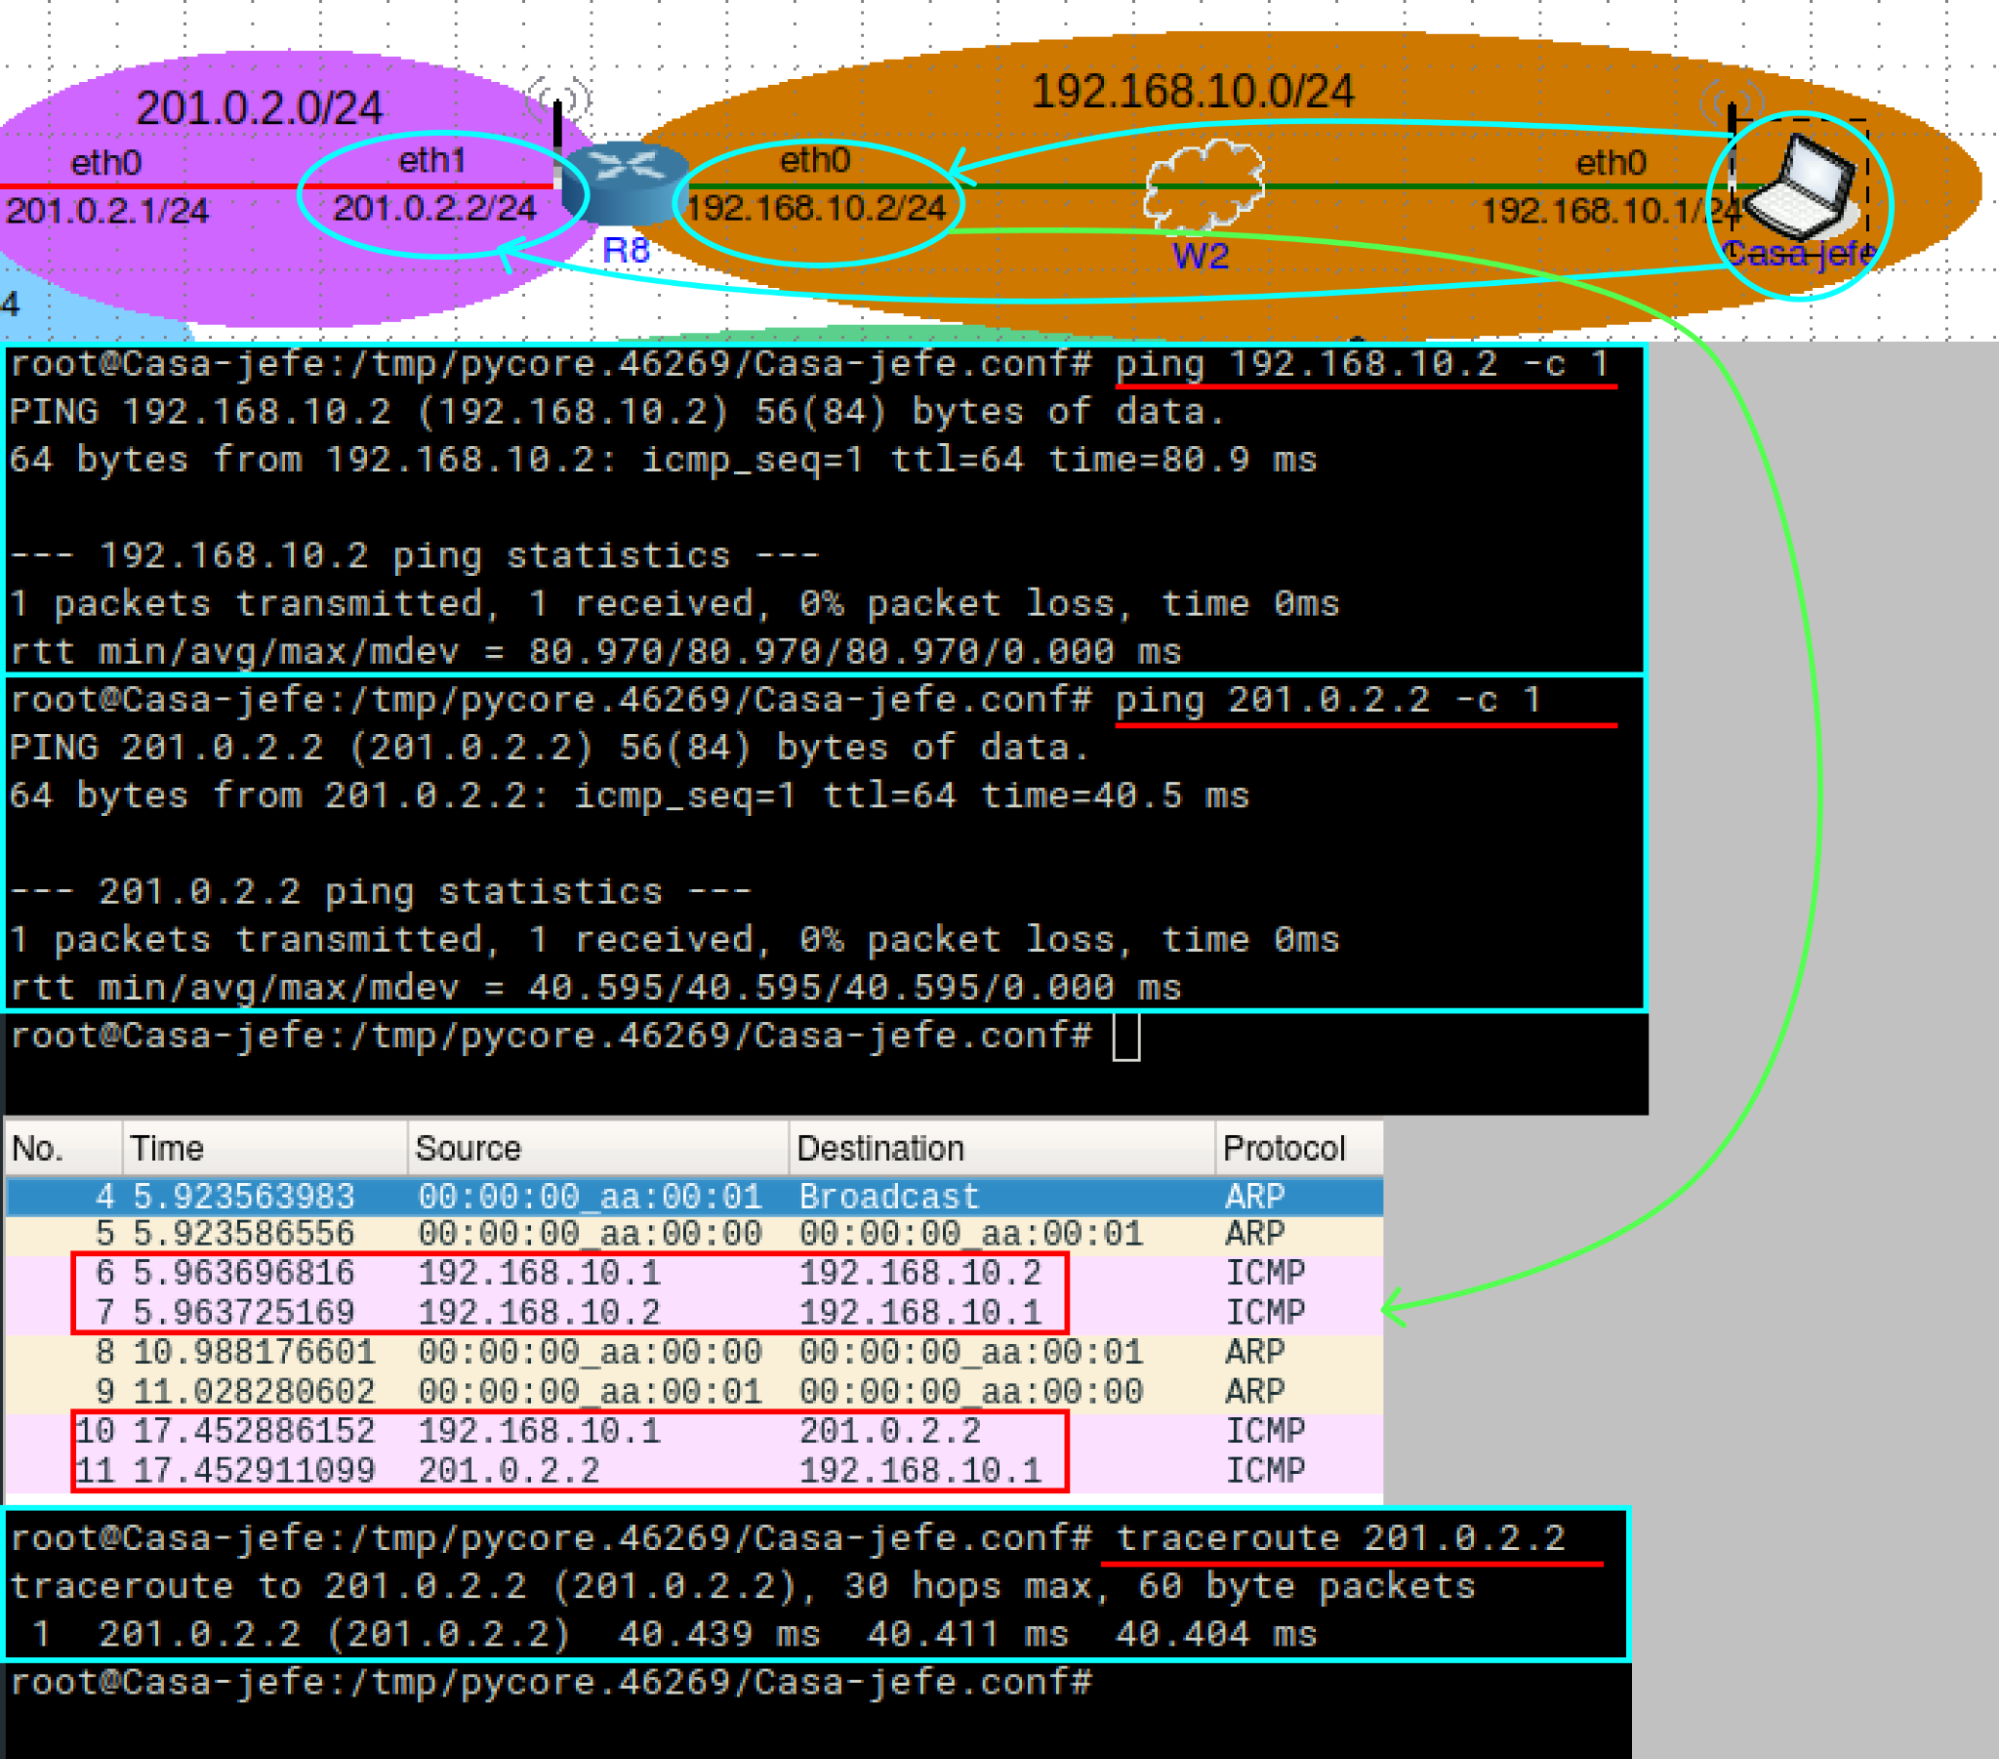 201.0.2.0/24
192.168.10.0/24
eth0
eth1
eth0
eth0
201.0.2.1/24
201.0.2.2/24
192.168.10.2/24
192.168.10.1/24
R8
W2
Casa-jefe
4
root@Casa-jefe:/tmp/pycore.46269/Casa-jefe.conf# ping 192.168.10.2 -c 1
PING 192.168.10.2 (192.168.10.2) 56(84) bytes of data.
64 bytes from 192.168.10.2: icmp_seq=1 ttl=64 time=80.9 ms
--- 192.168.10.2 ping statistics ---
1 packets transmitted, 1 received, 0% packet loss, time 0ms
rtt min/avg/max/mdev = 80.970/80.970/80.970/0.000 ms
root@Casa-jefe:/tmp/pycore.46269/Casa-jefe.conf# ping 201.0.2.2 -c 1
PING 201.0.2.2 (201.0.2.2) 56(84) bytes of data.
64 bytes from 201.0.2.2: icmp_seq=1 ttl=64 time=40.5 ms
--- 201.0.2.2 ping statistics ---
1 packets transmitted, 1 received, 0% packet loss, time 0ms
rtt min/avg/max/mdev = 40.595/40.595/40.595/0.000 ms
root@Casa-jefe:/tmp/pycore.46269/Casa-jefe.conf#
No. Time Source Destination Protocol
4 5.923563983 00:00:00_aa:00:01 Broadcast ARP
5 5.923586556 00:00:00_aa:00:00 00:00:00_aa:00:01 ARP
6 5.963696816 192.168.10.1 192.168.10.2 ICMP
7 5.963725169 192.168.10.2 192.168.10.1 ICMP
8 10.988176601 00:00:00_aa:00:00 00:00:00_aa:00:01 ARP
9 11.028280602 00:00:00_aa:00:01 00:00:00_aa:00:00 ARP
10 17.452886152 192.168.10.1 201.0.2.2 ICMP
11 17.452911099 201.0.2.2 192.168.10.1 ICMP
root@Casa-jefe:/tmp/pycore.46269/Casa-jefe.conf# traceroute 201.0.2.2
traceroute to 201.0.2.2 (201.0.2.2), 30 hops max, 60 byte packets
1 201.0.2.2 (201.0.2.2) 40.439 ms 40.411 ms 40.404 ms
root@Casa-jefe:/tmp/pycore.46269/Casa-jefe.conf#